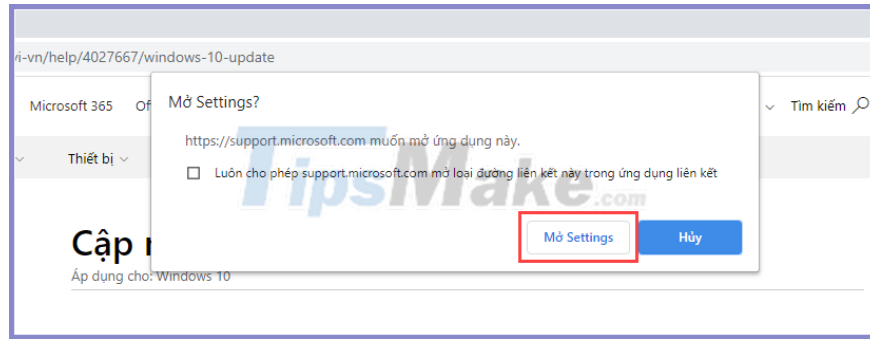 vi-vn/help/4027667/windows-10-update
Microsoft 365 Of
Tìm kiếm
Thiết bị
Mở Settings?
https://support.microsoft.com muốn mở ứng dụng này.
Luôn cho phép support.microsoft.com mở loại đường liên kết này trong ứng dụng liên kết
TipsMake.com
Mở Settings
Hủy
Cập n
Áp dụng cho: Windows 10